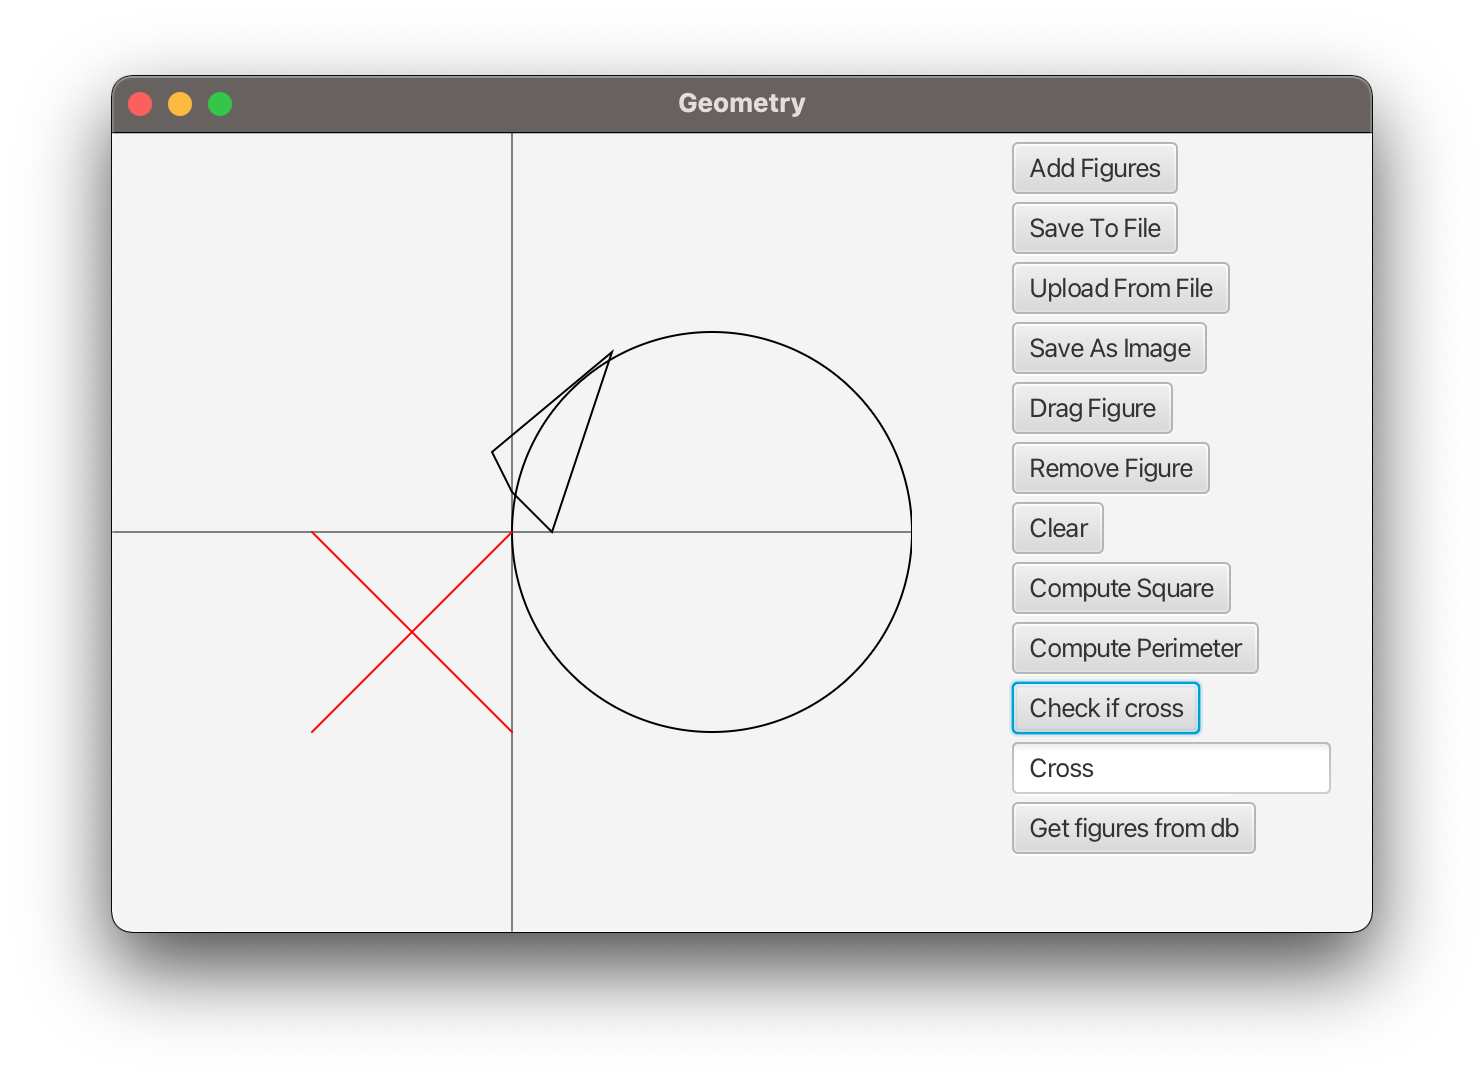 Geometry
Add Figures
Save To File
Upload From File
Save As Image
Drag Figure
Remove Figure
Clear
Compute Square
Compute Perimeter
Check if cross
Cross
Get figures from db